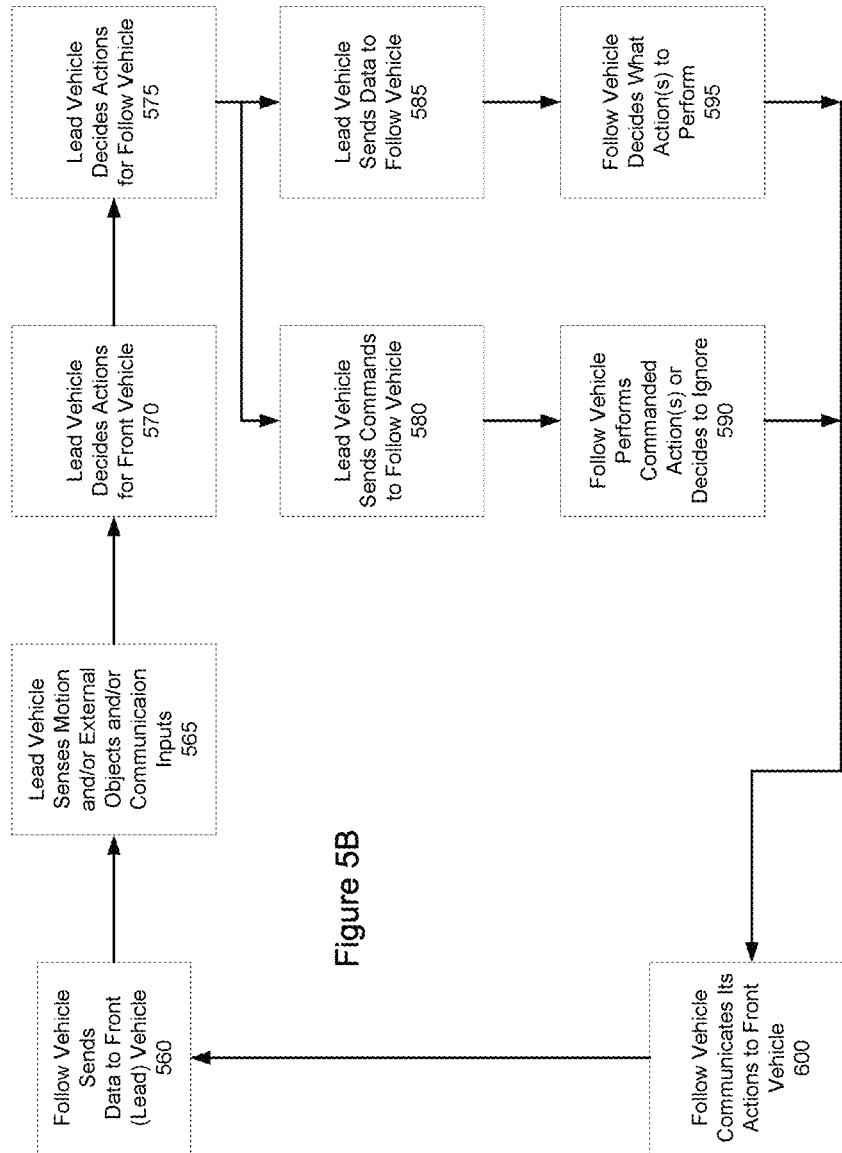 Follow Vehicle
Sends
Data to Front
(Lead) Vehicle
560
Lead Vehicle
Senses Motion
and/or External
Objects and/or
Communicaion
Inputs
565
Lead Vehicle
Decides Actions
for Front Vehicle
570
Lead Vehicle
Decides Actions
for Follow Vehicle
575
Lead Vehicle
Sends Commands
to Follow Vehicle
580
Lead Vehicle
Sends Data to
Follow Vehicle
585
Follow Vehicle
Performs
Commanded
Action(s) or
Decides to Ignore
590
Follow Vehicle
Decides What
Action(s) to
Perform
595
Follow Vehicle
Communicates Its
Actions to Front
Vehicle
600
Figure 5B